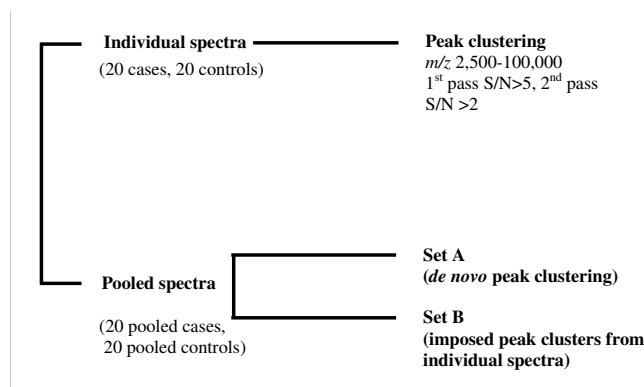 Individual spectra
(20 cases, 20 controls)
Peak clustering
m/z 2,500-100,000
1st pass S/N>5, 2nd pass
S/N >2
Pooled spectra
(20 pooled cases,
20 pooled controls)
Set A
(de novo peak clustering)
Set B
(imposed peak clusters from
individual spectra)